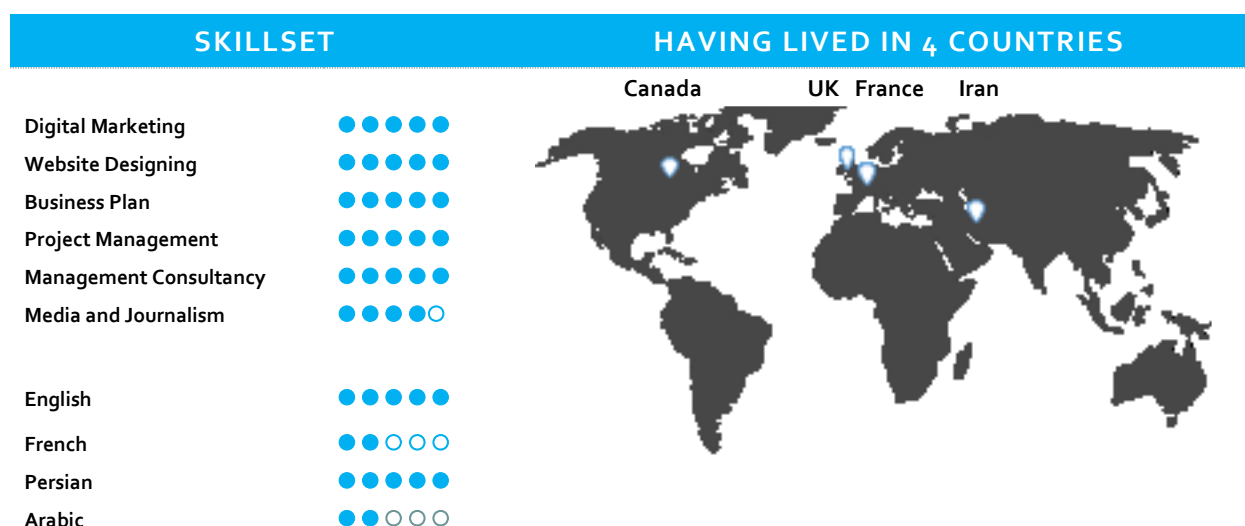 SKILLSET
HAVING LIVED IN 4 COUNTRIES
Canada UK France Iran
Digital Marketing
Website Designing
Business Plan
Project Management
Management Consultancy
Media and Journalism
English
French
Persian
Arabic